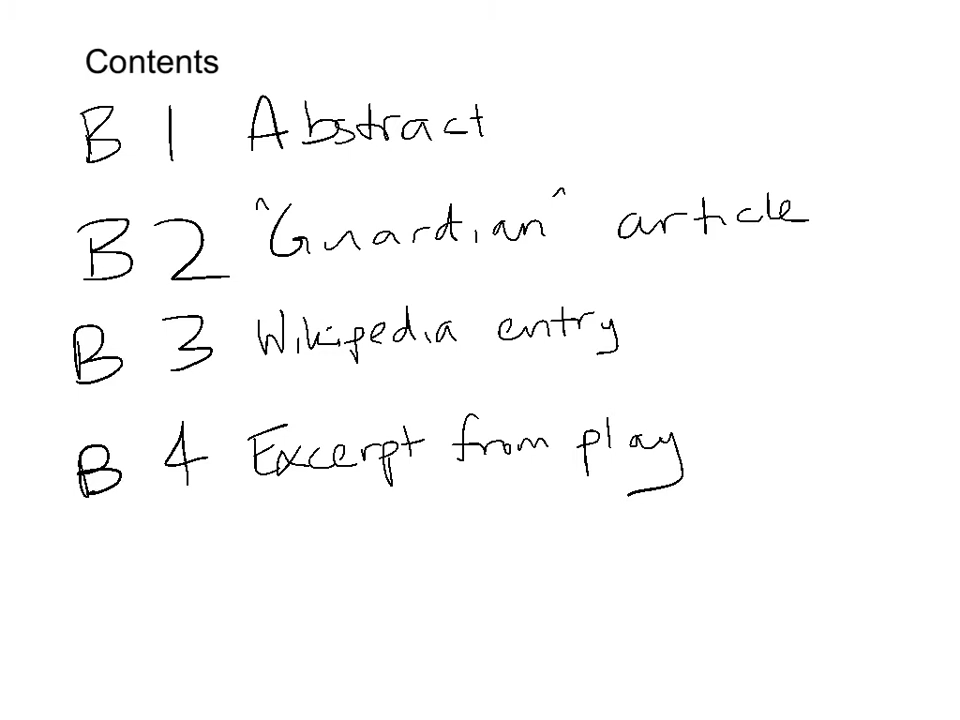 Contents
B 1 Abstract
B 2 "Guardian" article
B 3 Wikipedia entry
B 4 Excerpt from play